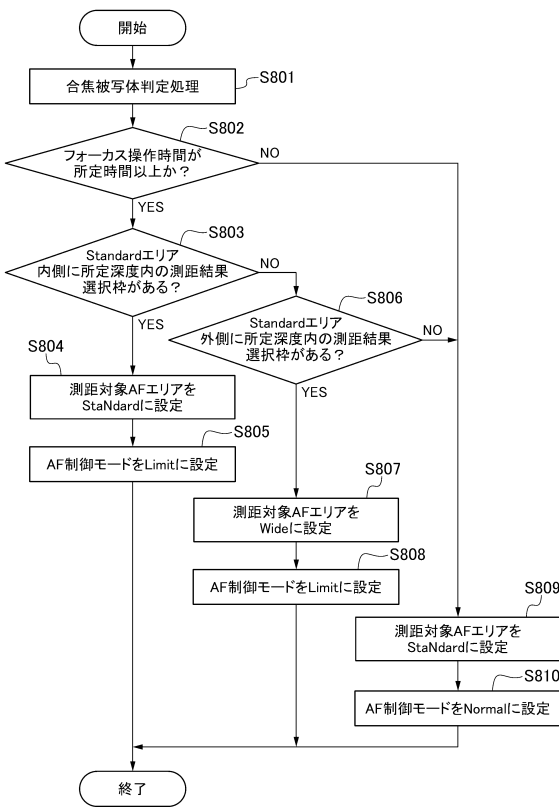 開始
合焦被写体判定処理
S801
フォーカス操作時間が
所定時間以上か？
S802
NO
YES
Standardエリア
内側に所定深度内の測距結果
選択枠がある？
S803
NO
YES
Standardエリア
外側に所定深度内の測距結果
選択枠がある？
S806
NO
YES
S804
測距対象AFエリアを
StaNdardに設定
S805
AF制御モードをLimitに設定
S807
測距対象AFエリアを
Wideに設定
S808
AF制御モードをLimitに設定
S809
測距対象AFエリアを
StaNdardに設定
S810
AF制御モードをNormalに設定
終了